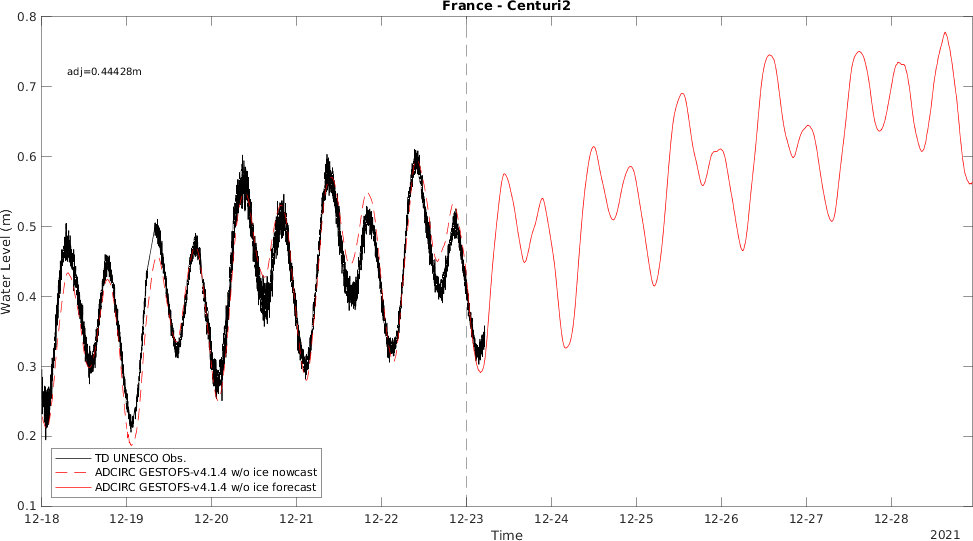 France - Centuri2
adj=0.44428m
Water Level (m)
0.8
0.7
0.6
0.5
0.4
0.3
0.2
0.1
TD UNESCO Obs.
ADCIRC GESTOFS-v4.1.4 w/o ice nowcast
ADCIRC GESTOFS-v4.1.4 w/o ice forecast
12-18 12-19 12-20 12-21 12-22 12-23 12-24 12-25 12-26 12-27 12-28
Time
2021